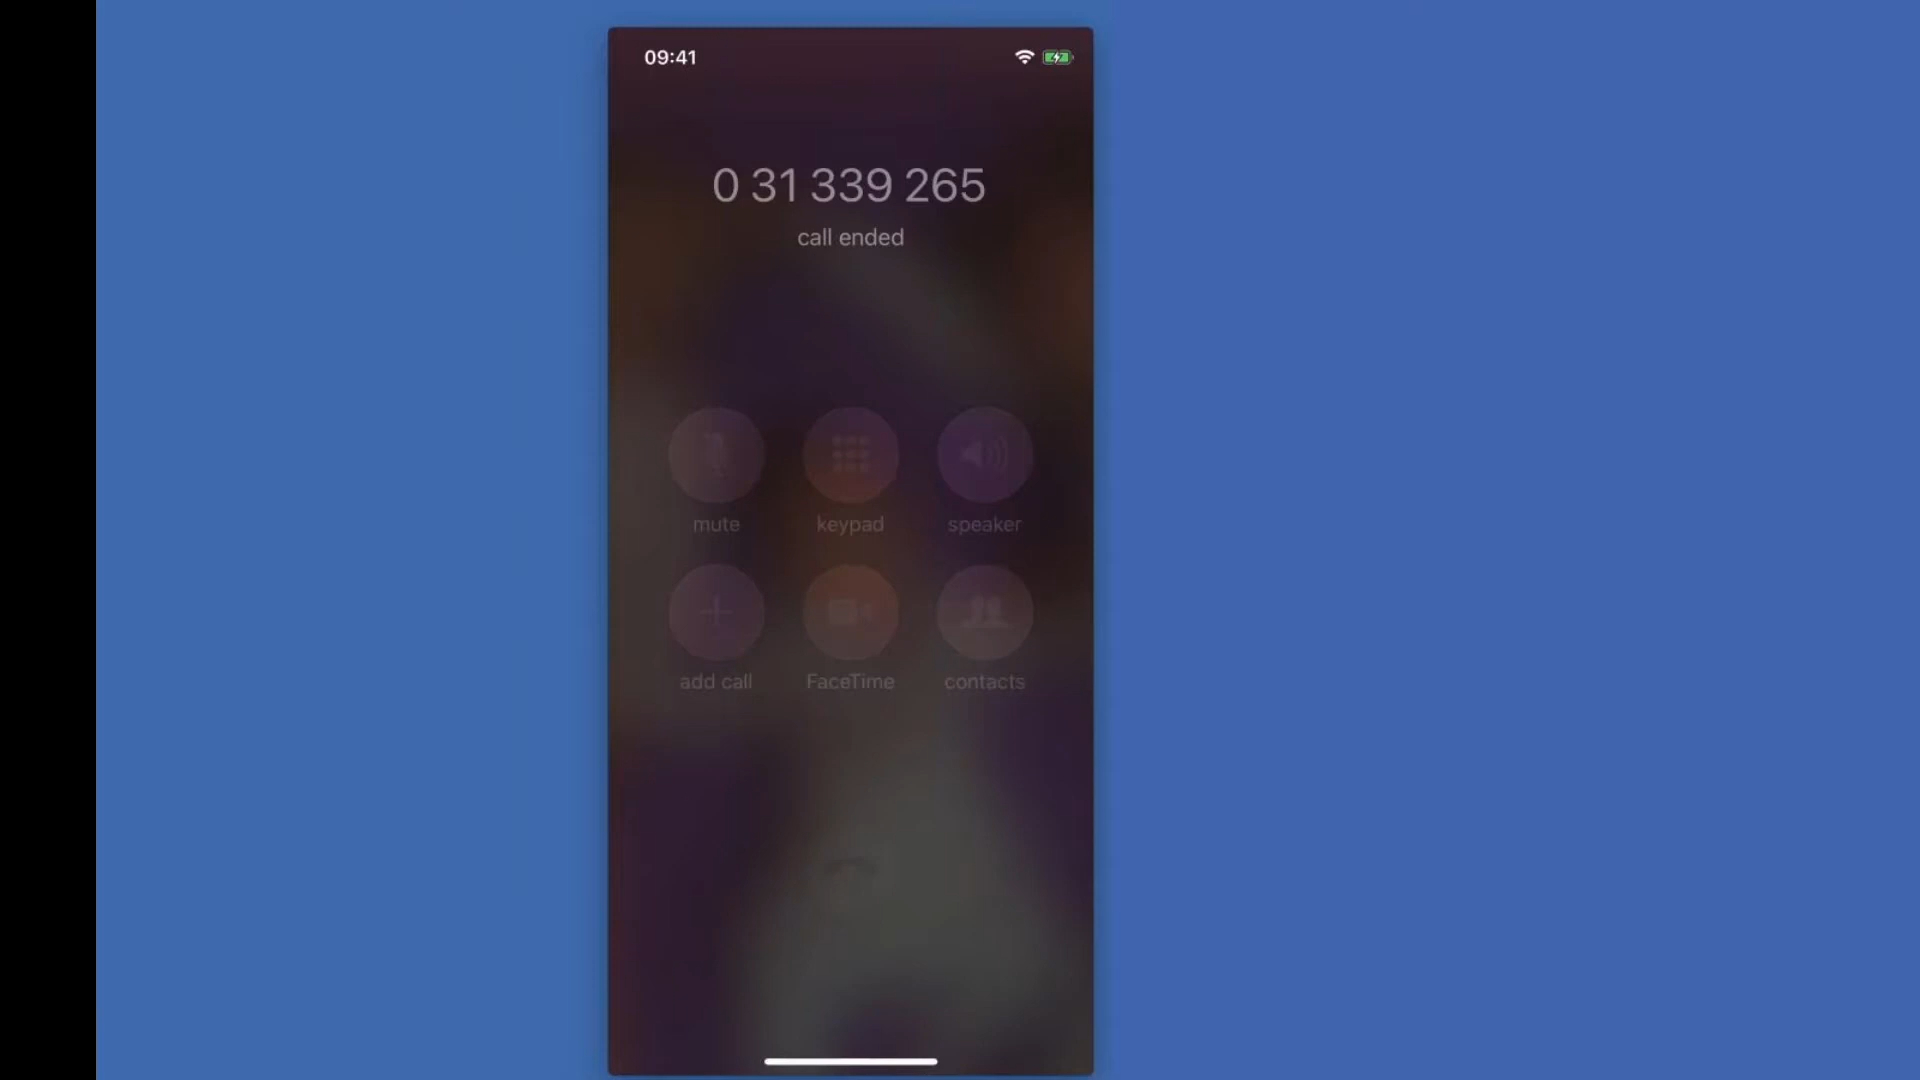 09:41
0 31 339 265
call ended
mute
keypad
speaker
add call
FaceTime
contacts